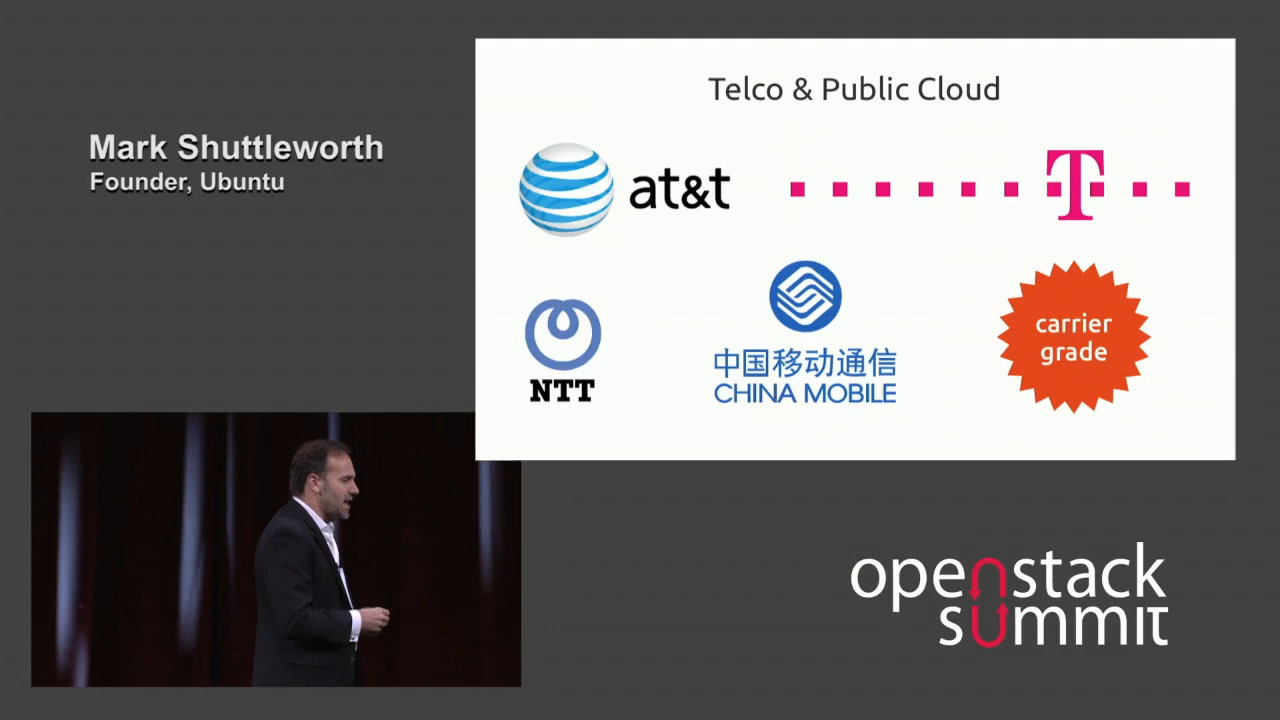 Mark Shuttleworth
Founder, Ubuntu
Telco & Public Cloud
at&t
T
NTT
中国移动通信
CHINA MOBILE
carrier
grade
openstack
summit